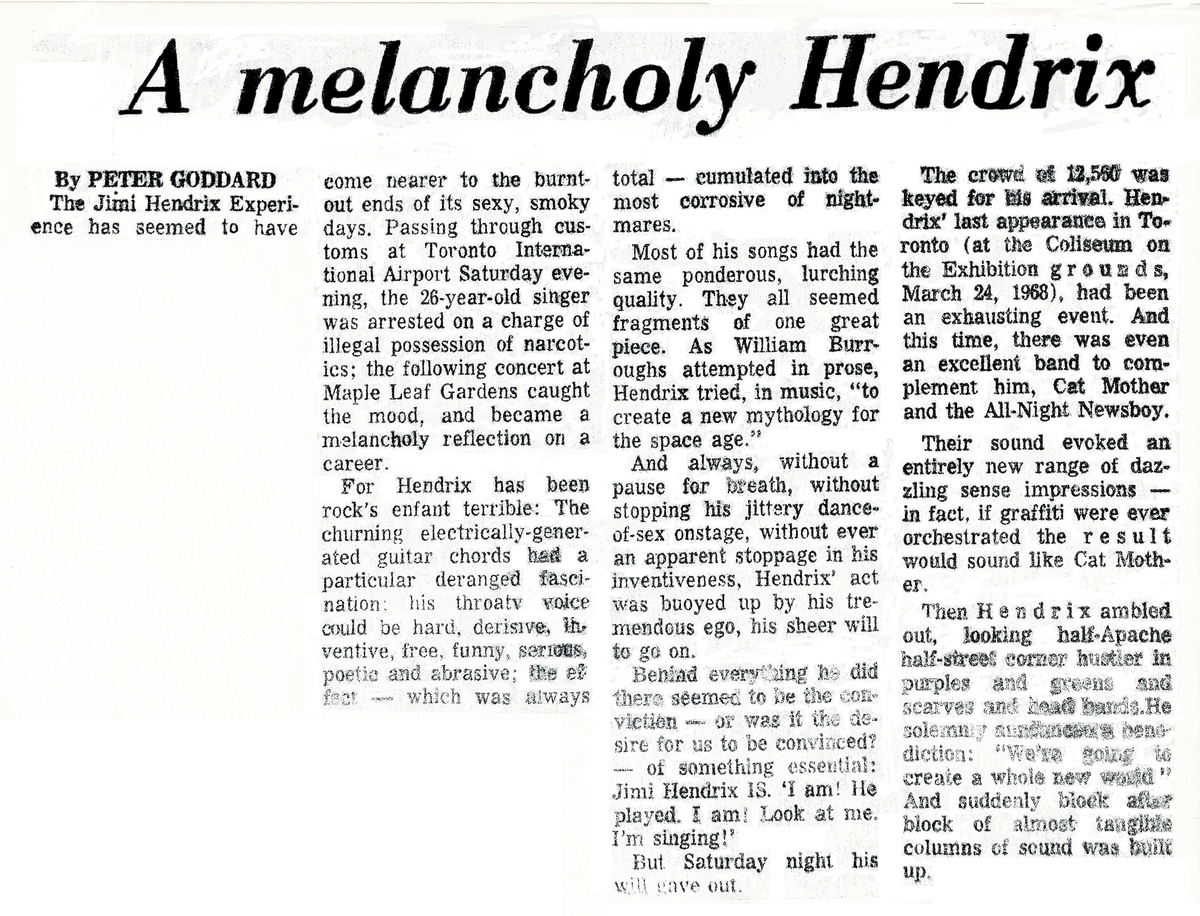 A melancholy Hendrix
By PETER GODDARD
The Jimi Hendrix Experi-
ence has seemed to have
come nearer to the burnt-
out ends of its sexy, smoky
days. Passing through cus-
toms at Toronto Interna-
tional Airport Saturday eve-
ning, the 26-year-old singer
was arrested on a charge of
illegal possession of narcot-
ics; the following concert at
Maple Leaf Gardens caught
the mood, and became a
melancholy reflection on a
career.
For Hendrix has been
rock's enfant terrible: The
churning electrically-gener-
ated guitar chords had a
particular deranged fasci-
nation: his throaty voice
could be hard, derisive, in-
ventive, free, funny, serious,
poetic and abrasive; the ef-
fect — which was always
total — cumulated into the
most corrosive of night-
mares.
Most of his songs had the
same ponderous, lurching
quality. They all seemed
fragments of one great
piece. As William Burr-
oughs attempted in prose,
Hendrix tried, in music, "to
create a new mythology for
the space age."
And always, without a
pause for breath, without
stopping his jittery dance-
of-sex onstage, without ever
an apparent stoppage in his
inventiveness, Hendrix' act
was buoyed up by his tre-
mendous ego, his sheer will
to go on.
Behind everything he did
there seemed to be the con-
viction — or was it the de-
sire for us to be convinced?
— of something essential:
Jimi Hendrix IS. 'I am! He
played. I am! Look at me.
I'm singing!'
But Saturday night his
will gave out.
The crowd of 12,560 was
keyed for his arrival. Hen-
drix' last appearance in To-
ronto (at the Coliseum on
the Exhibition grounds,
March 24, 1968), had been
an exhausting event. And
this time, there was even
an excellent band to com-
plement him, Cat Mother
and the All-Night Newsboy.
Their sound evoked an
entirely new range of daz-
zling sense impressions —
in fact, if graffiti were ever
orchestrated the result
would sound like Cat Moth-
er.
Then Hendrix ambled
out, looking half-Apache
half-street corner hustler in
purples and greens and
scarves and head bands.He
solemnly bene-
diction: "We're going to
create a whole new world"
And suddenly block after
block of almost tangible
columns of sound was built
up.